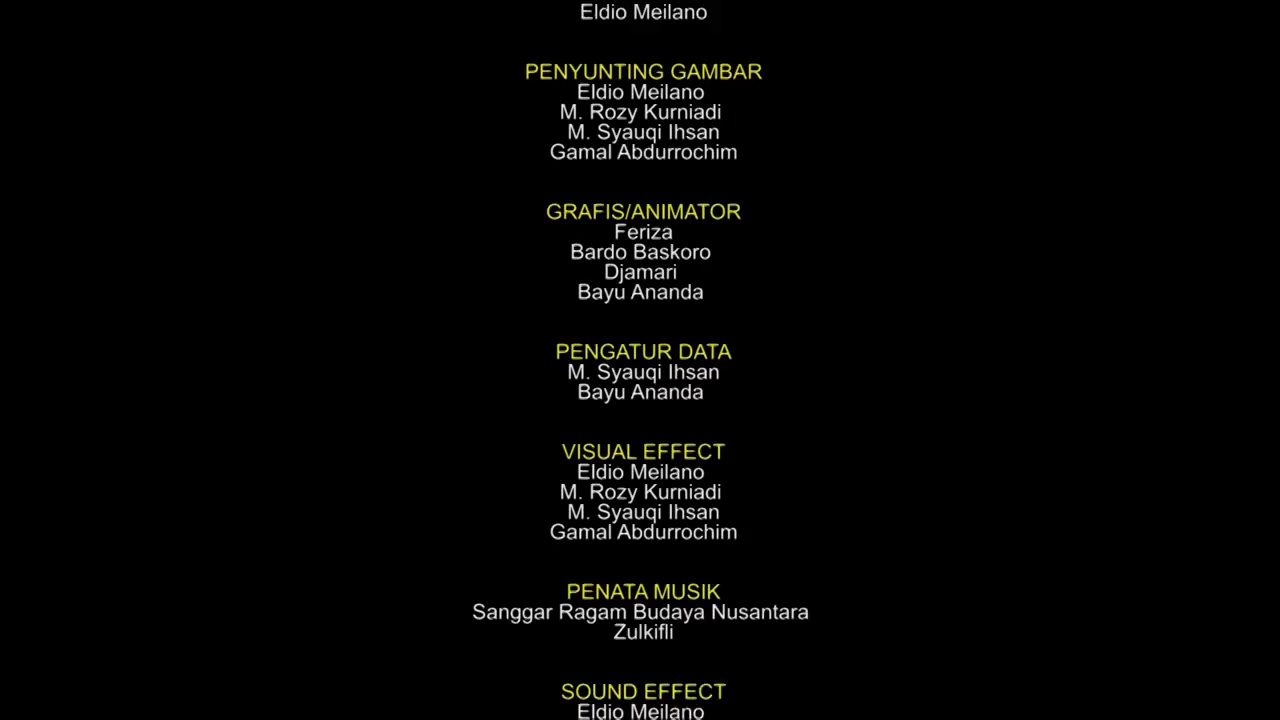 Eldio Meilano
PENYUNTING GAMBAR
Eldio Meilano
M. Rozy Kurniadi
M. Syauqi Ihsan
Gamal Abdurrochim
GRAFIS/ANIMATOR
Feriza
Bardo Baskoro
Djamari
Bayu Ananda
PENGATUR DATA
M. Syauqi Ihsan
Bayu Ananda
VISUAL EFFECT
Eldio Meilano
M. Rozy Kurniadi
M. Syauqi Ihsan
Gamal Abdurrochim
PENATA MUSIK
Sanggar Ragam Budaya Nusantara
Zulkifli
SOUND EFFECT
Eldio Meilano